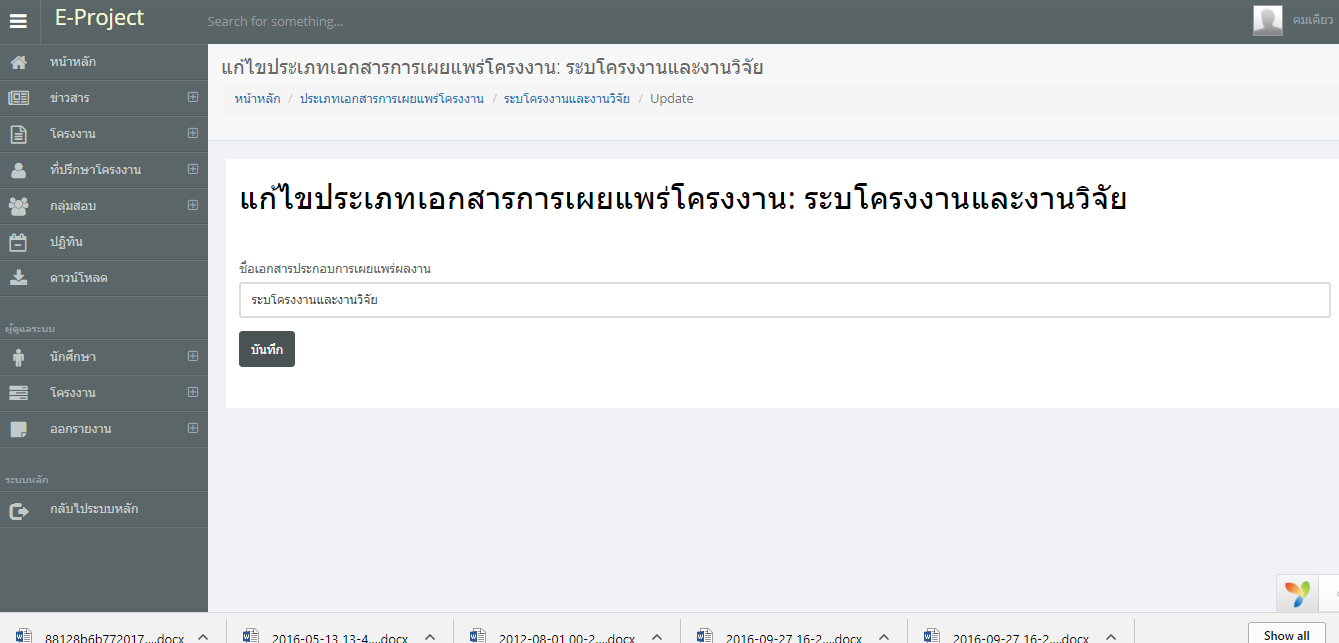 E-Project
Search for something...
คมเคียว
หน้าหลัก
ข่าวสาร
โครงงาน
ที่ปรึกษาโครงงาน
กลุ่มสอบ
ปฏิทิน
ดาวน์โหลด
ผู้ดูแลระบบ
นักศึกษา
โครงงาน
ออกรายงาน
ระบบหลัก
กลับไประบบหลัก
แก้ไขประเภทเอกสารการเผยแพร่โครงงาน: ระบโครงงานและงานวิจัย
หน้าหลัก / ประเภทเอกสารการเผยแพร่โครงงาน / ระบโครงงานและงานวิจัย / Update
แก้ไขประเภทเอกสารการเผยแพร่โครงงาน: ระบโครงงานและงานวิจัย
ชื่อเอกสารประกอบการเผยแพร่ผลงาน
ระบโครงงานและงานวิจัย
บันทึก
88128b6b772017....docx
2016-05-13 13-4....docx
2012-08-01 00-2....docx
2016-09-27 16-2....docx
2016-09-27 16-2....docx
Show all